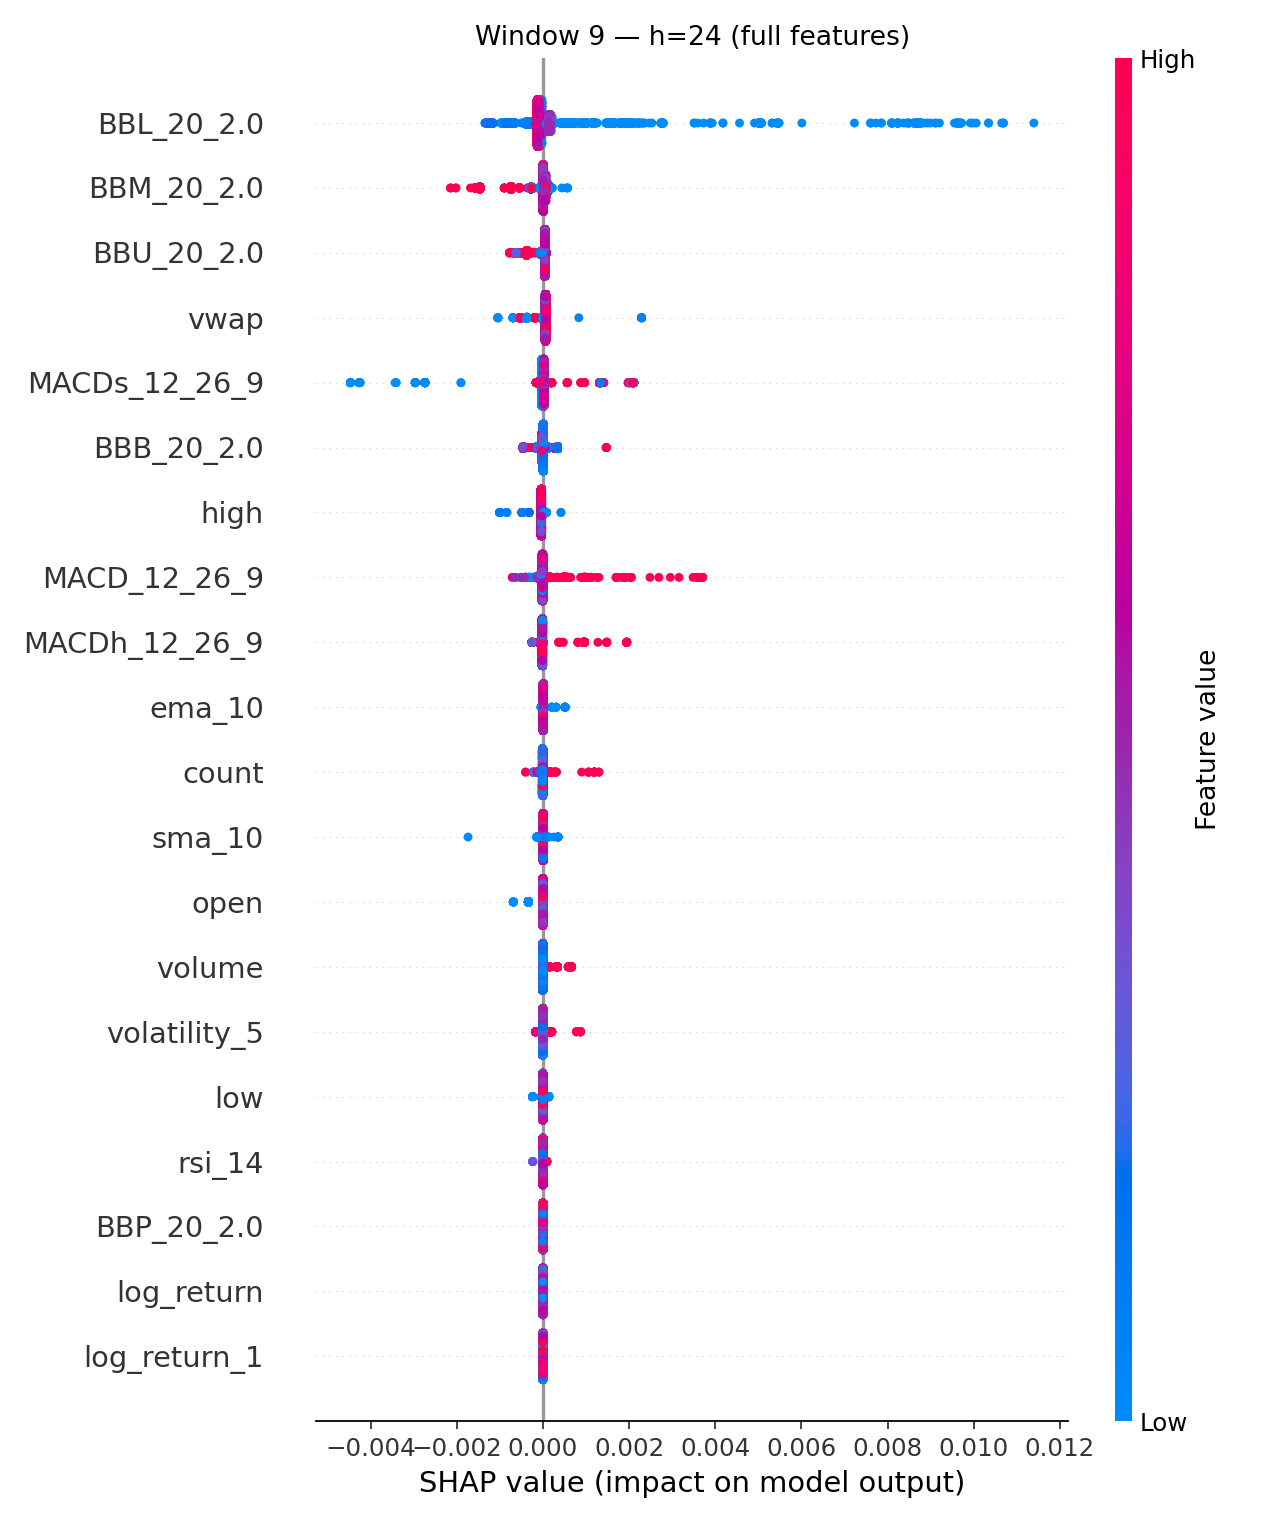 Window 9 — h=24 (full features)
High
BBL_20_2.0
BBM_20_2.0
BBU_20_2.0
vwap
MACDs_12_26_9
BBB_20_2.0
high
MACD_12_26_9
MACDh_12_26_9
ema_10
count
sma_10
open
volume
volatility_5
low
rsi_14
BBP_20_2.0
log_return
log_return_1
Feature value
Low
−0.004 −0.002 0.000 0.002 0.004 0.006 0.008 0.010 0.012
SHAP value (impact on model output)